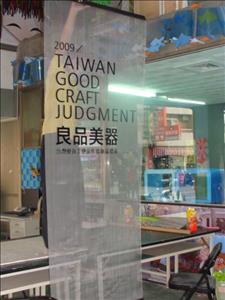 2009／
TAIWAN
GOOD
CRAFT
JUDGMENT
良品美器